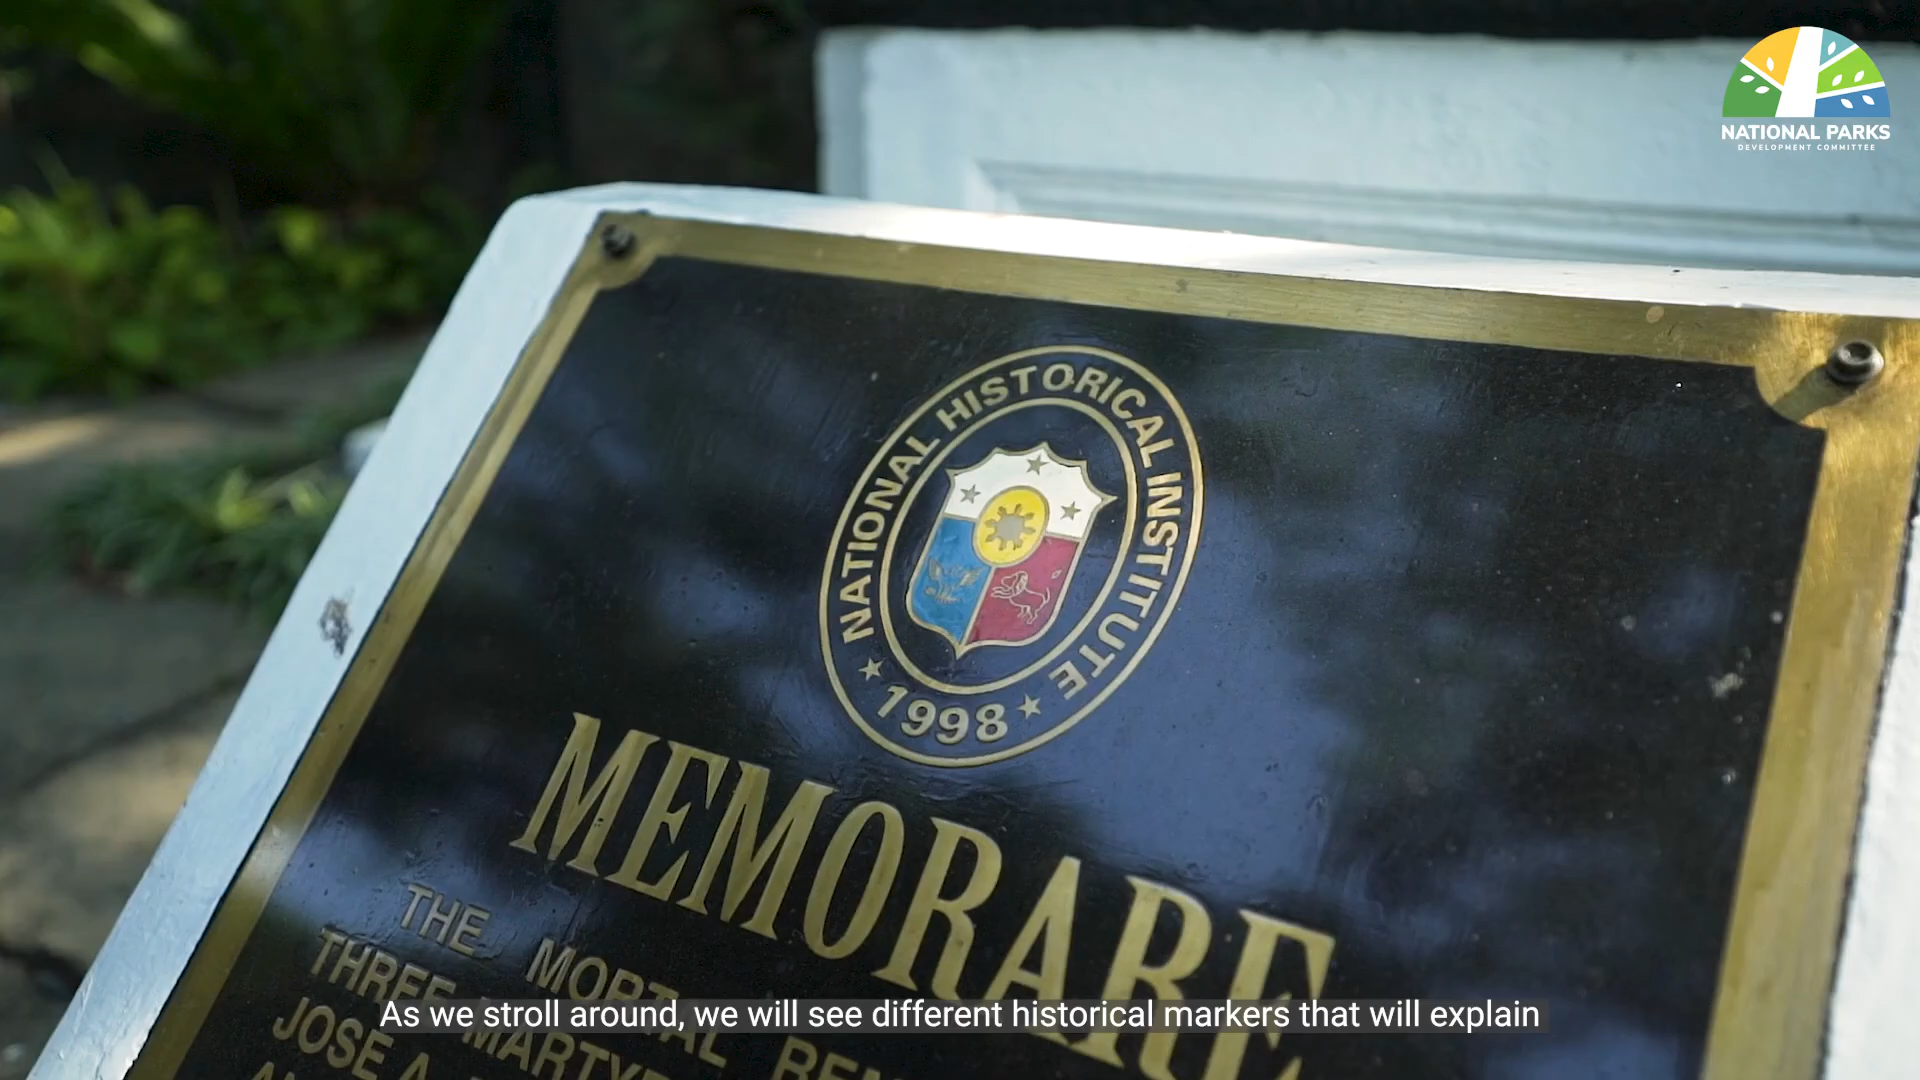 NATIONAL PARKS
DEVELOPMENT COMMITTEE
NATIONAL HISTORICAL INSTITUTE
★ 1998 ★
MEMORARE
THE MORTAL
THREE
JOSE A.
As we stroll around, we will see different historical markers that will explain